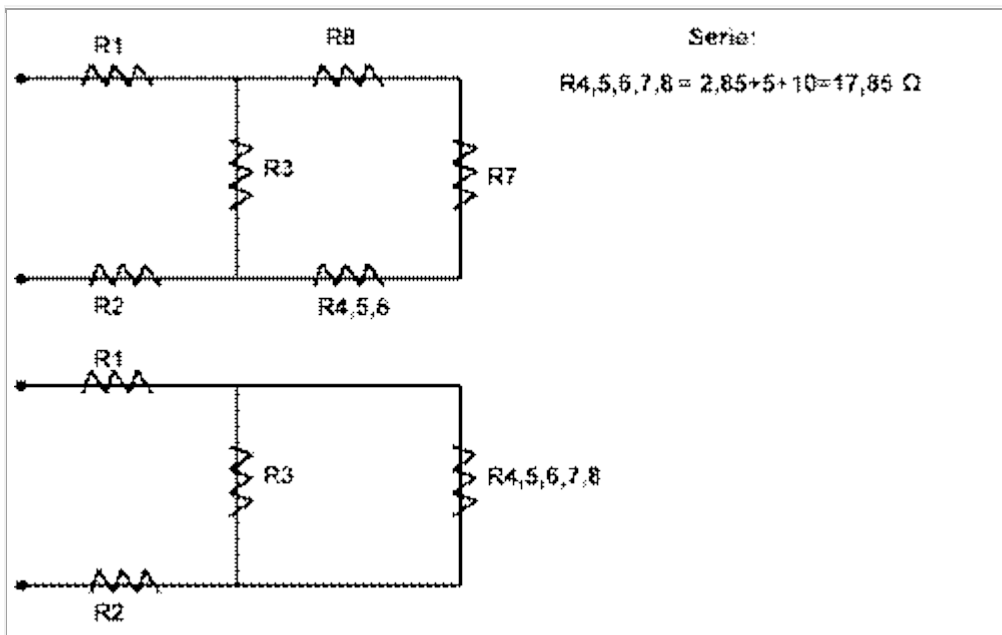 R1
R8
Serie:
R4,5,6,7,8 = 2,85+5+10=17,85 Ω
R3
R7
R2
R4,5,6
R1
R3
R4,5,6,7,8
R2